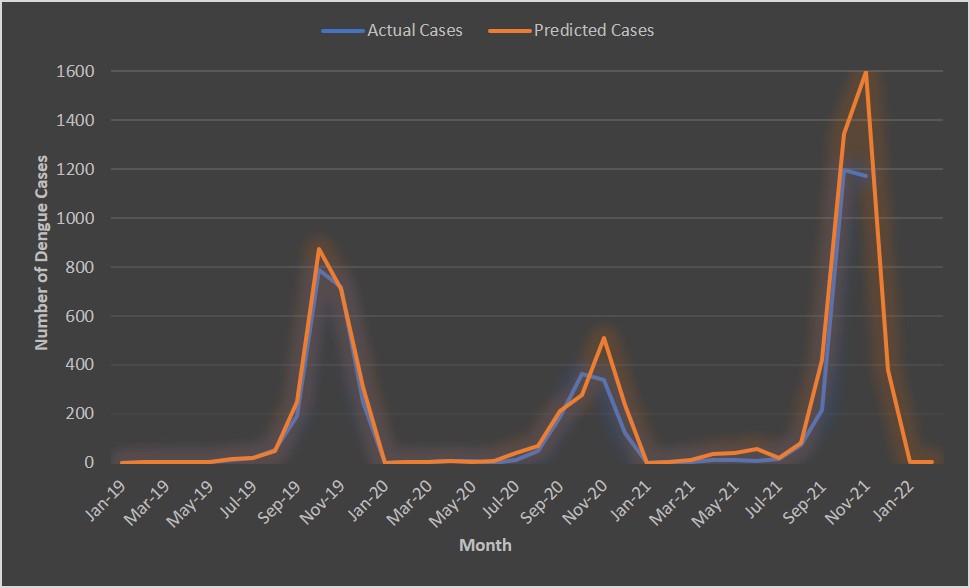 Actual Cases Predicted Cases
1600
1400
1200
1000
800
600
400
200
0
Number of Dengue Cases
Jan-19 Mar-19 May-19 Jul-19 Sep-19 Nov-19 Jan-20 Mar-20 May-20 Jul-20 Sep-20 Nov-20 Jan-21 Mar-21 May-21 Jul-21 Sep-21 Nov-21 Jan-22
Month